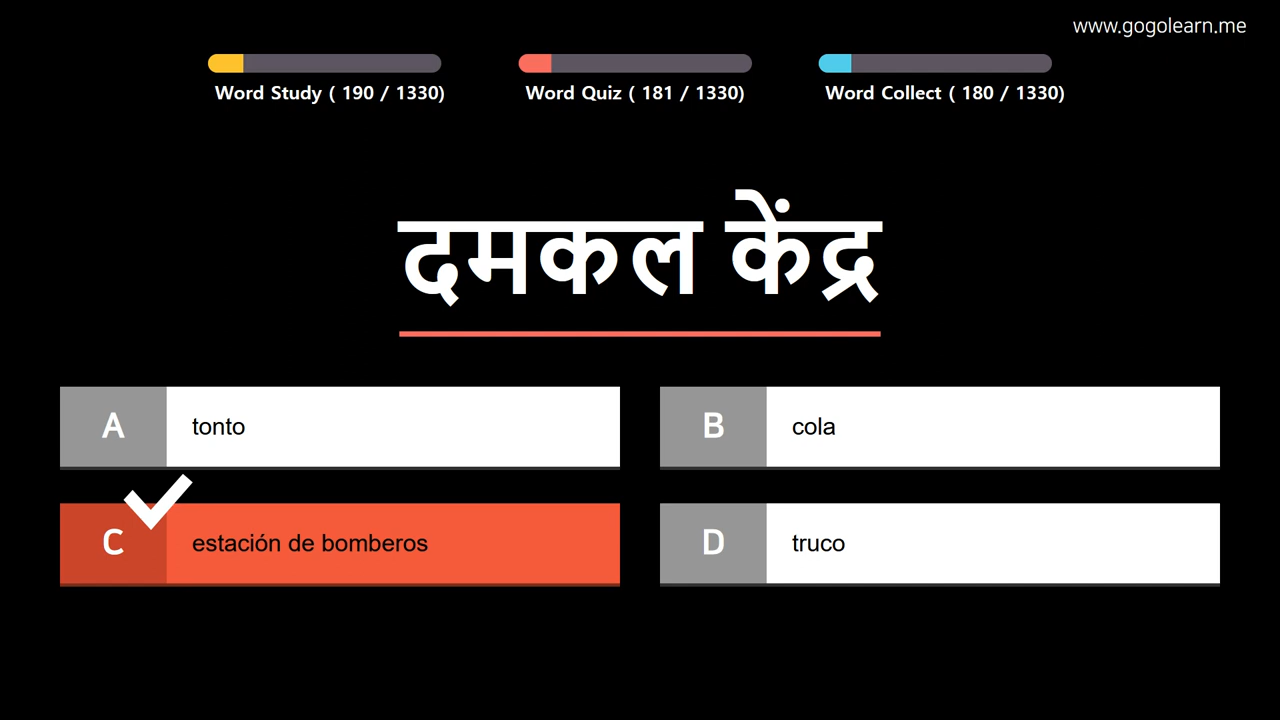 www.gogolearn.me
Word Study ( 190 / 1330)
Word Quiz ( 181 / 1330)
Word Collect ( 180 / 1330)
दमकल केंद्र
A
tonto
B
cola
C
estación de bomberos
D
truco